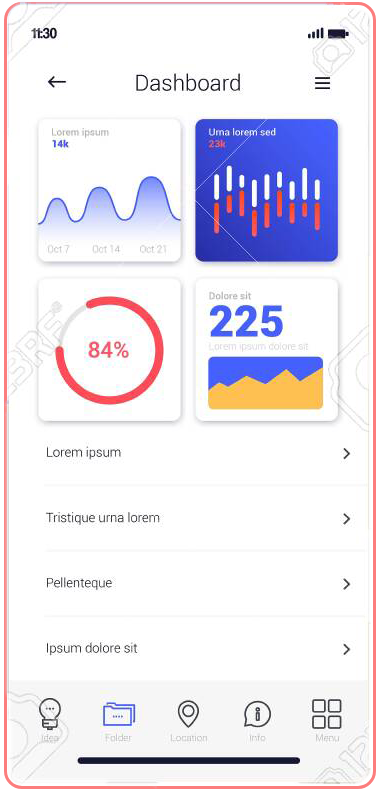 11:30
Dashboard
Lorem ipsum
14k
Oct 7 Oct 14 Oct 21
Urna lorem sed
23k
84%
Dolore sit
225
Lorem ipsum dolore sit
Lorem ipsum
Tristique urna lorem
Pellenteque
Ipsum dolore sit
Idea Folder Location Info Menu